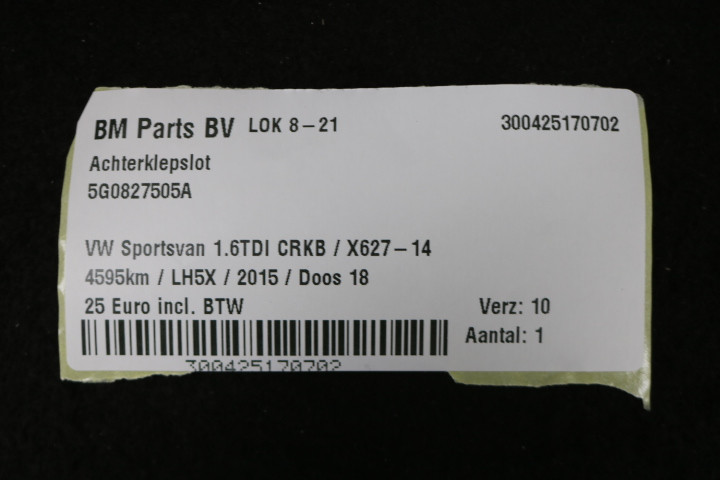 BM Parts BV LOK 8-21 300425170702
Achterklepslot
5G0827505A
VW Sportsvan 1.6TDI CRKB / X627-14
4595km / LH5X / 2015 / Doos 18
25 Euro incl. BTW Verz: 10
Aantal: 1
300425170702